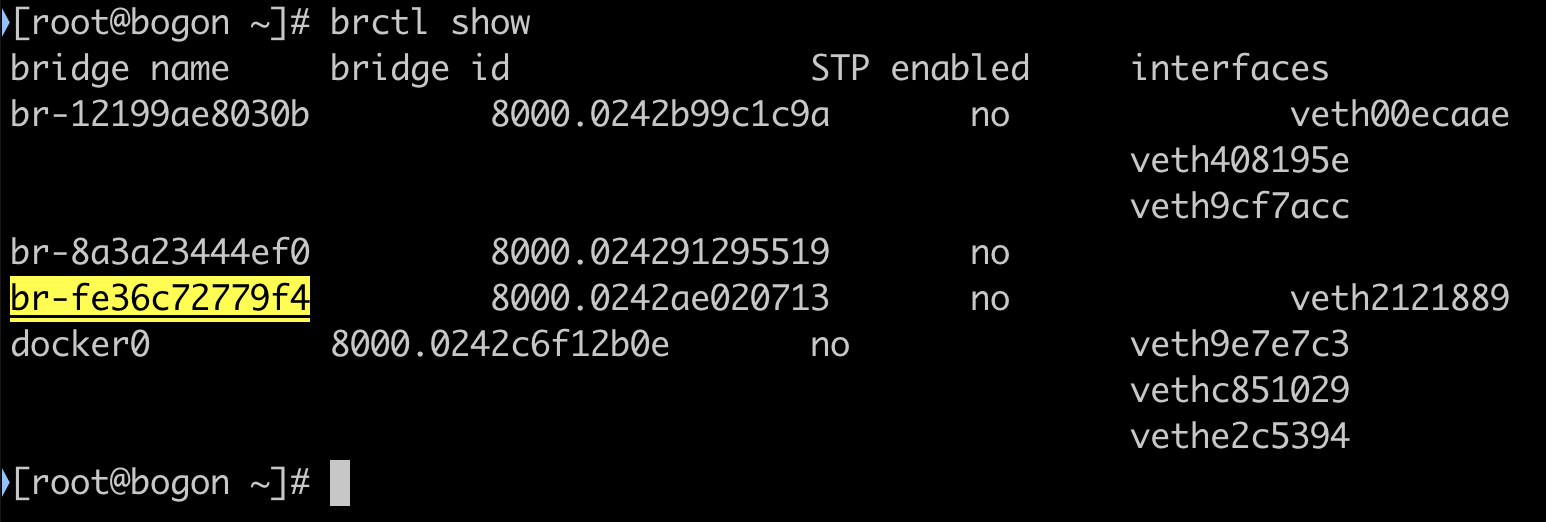 [root@bogon ~]# brctl show
bridge name     bridge id               STP enabled     interfaces
br-12199ae8030b         8000.0242b99c1c9a       no              veth00ecaae
                                                        veth408195e
                                                        veth9cf7acc
br-8a3a23444ef0         8000.024291295519       no
br-fe36c72779f4         8000.0242ae020713       no              veth2121889
docker0         8000.0242c6f12b0e       no              veth9e7e7c3
                                                        vethc851029
                                                        vethe2c5394
[root@bogon ~]#